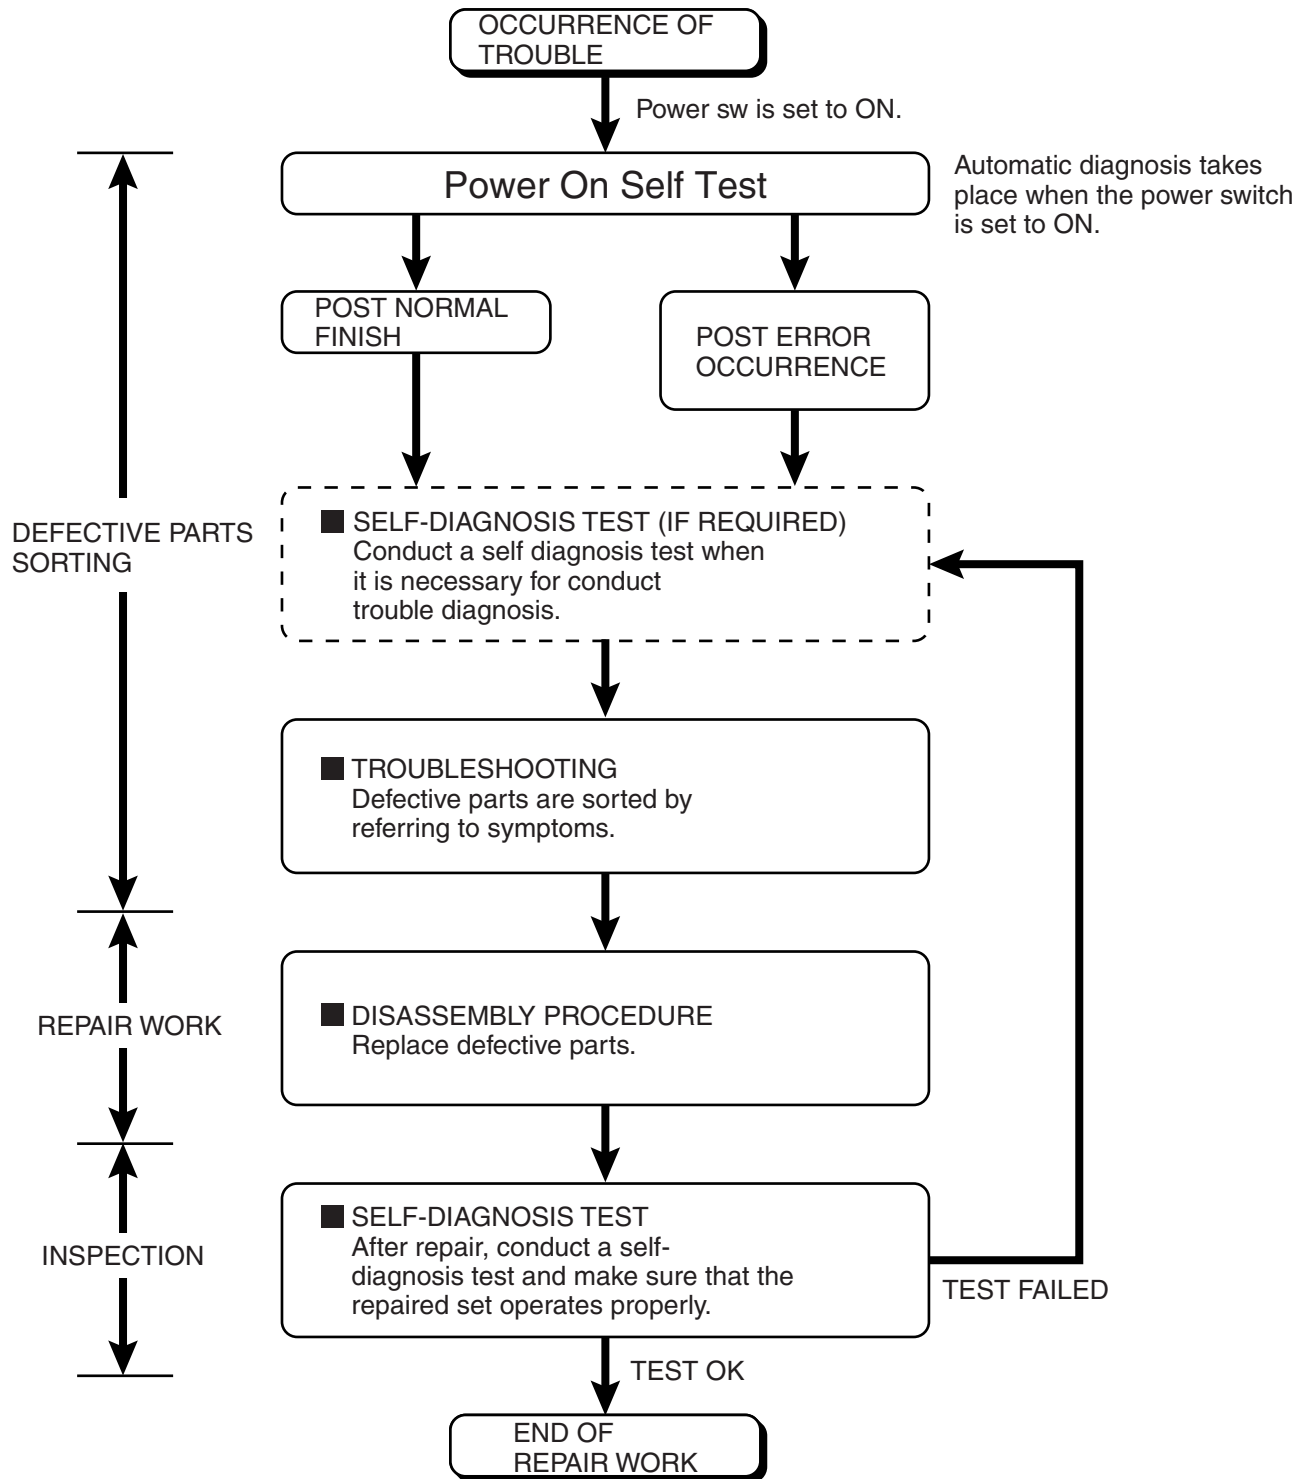 OCCURRENCE OF
TROUBLE
Power sw is set to ON.
Power On Self Test
Automatic diagnosis takes
place when the power switch
is set to ON.
POST NORMAL
FINISH
POST ERROR
OCCURRENCE
DEFECTIVE PARTS
SORTING
SELF-DIAGNOSIS TEST (IF REQUIRED)
Conduct a self diagnosis test when
it is necessary for conduct
trouble diagnosis.
TROUBLESHOOTING
Defective parts are sorted by
referring to symptoms.
REPAIR WORK
DISASSEMBLY PROCEDURE
Replace defective parts.
INSPECTION
SELF-DIAGNOSIS TEST
After repair, conduct a self-
diagnosis test and make sure that the
repaired set operates properly.
TEST FAILED
TEST OK
END OF
REPAIR WORK